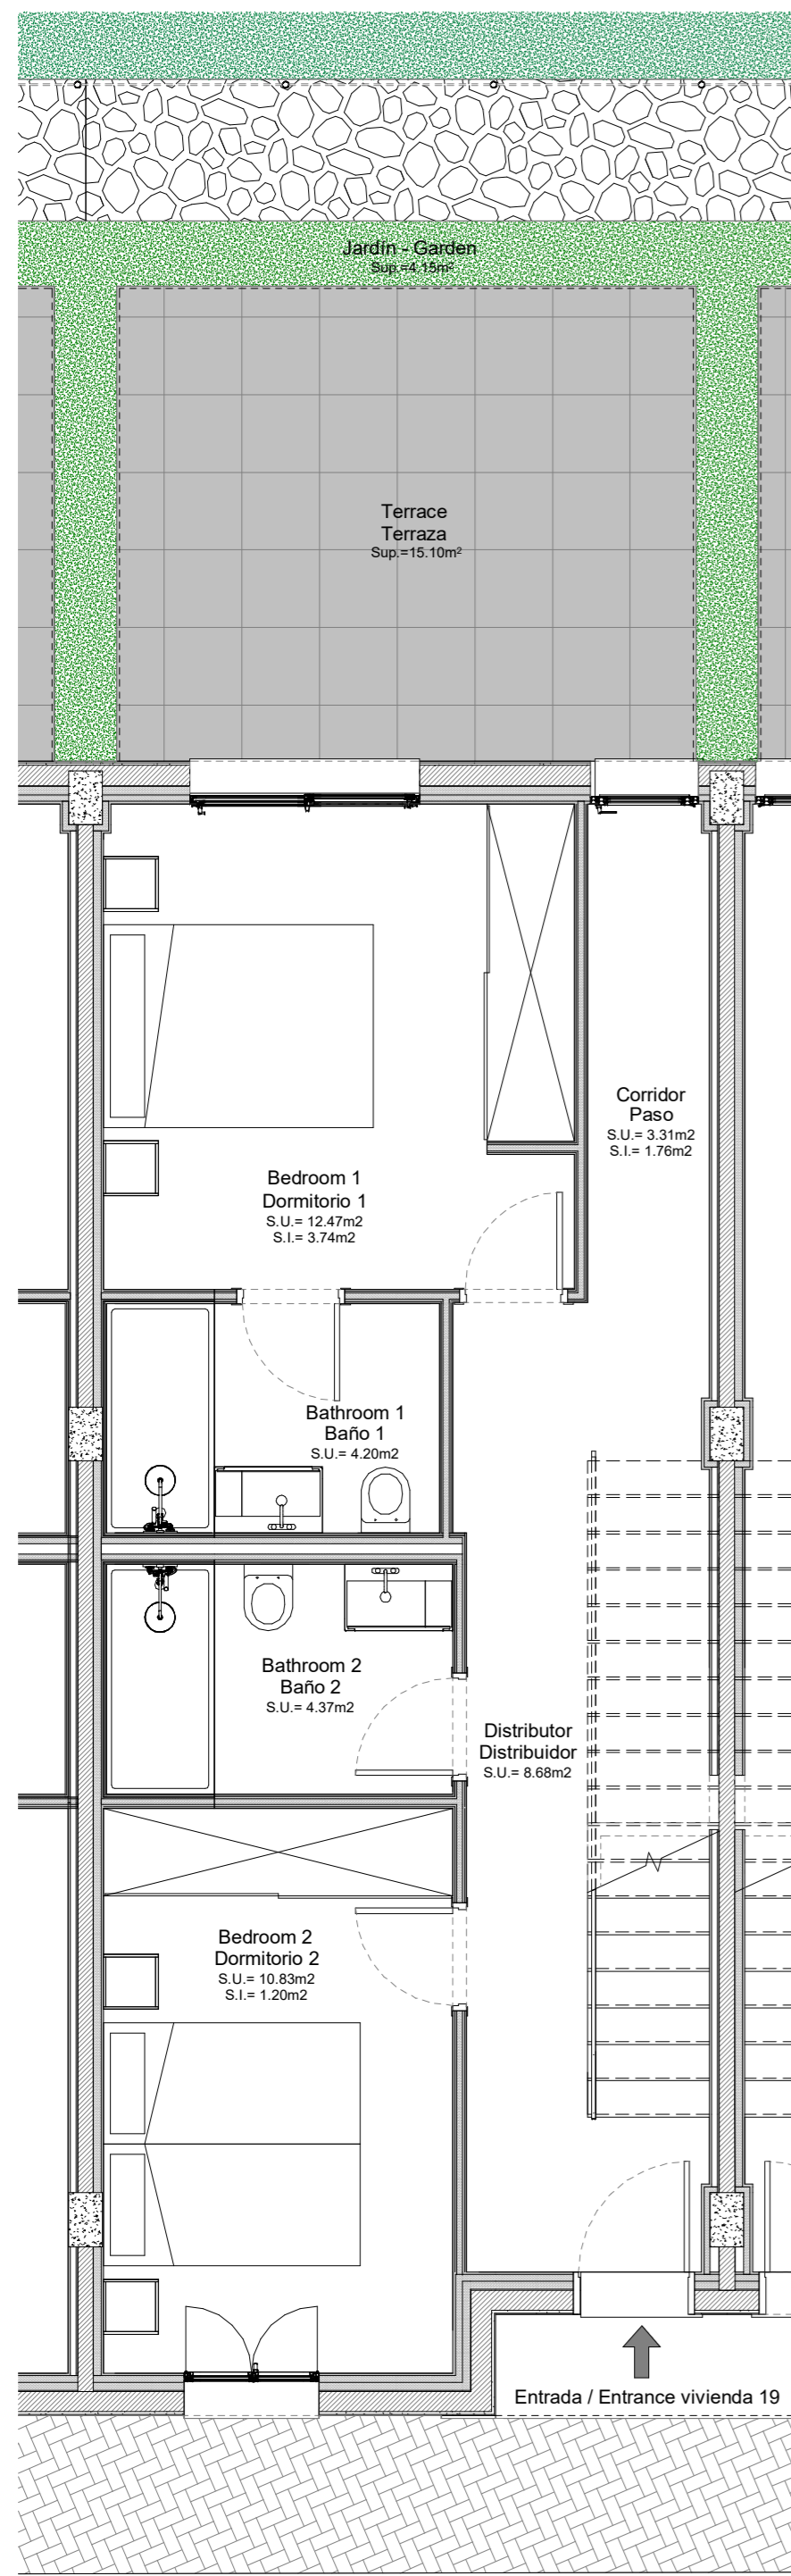 Jardín - Garden
Sup.=4.15m²
Terrace
Terraza
Sup.=15.10m²
Corridor
Paso
S.U.= 3.31m2
S.I.= 1.76m2
Bedroom 1
Dormitorio 1
S.U.= 12.47m2
S.I.= 3.74m2
Bathroom 1
Baño 1
S.U.= 4.20m2
Bathroom 2
Baño 2
S.U.= 4.37m2
Distributor
Distribuidor
S.U.= 8.68m2
Bedroom 2
Dormitorio 2
S.U.= 10.83m2
S.I.= 1.20m2
Entrada / Entrance vivienda 19